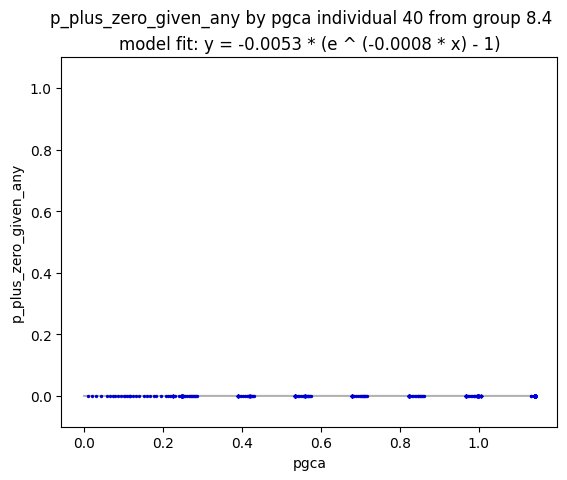 p_plus_zero_given_any by pgca individual 40 from group 8.4
model fit: y = -0.0053 * (e ^ (-0.0008 * x) - 1)
1.0
0.8
0.6
0.4
0.2
0.0
p_plus_zero_given_any
0.0 0.2 0.4 0.6 0.8 1.0
pgca